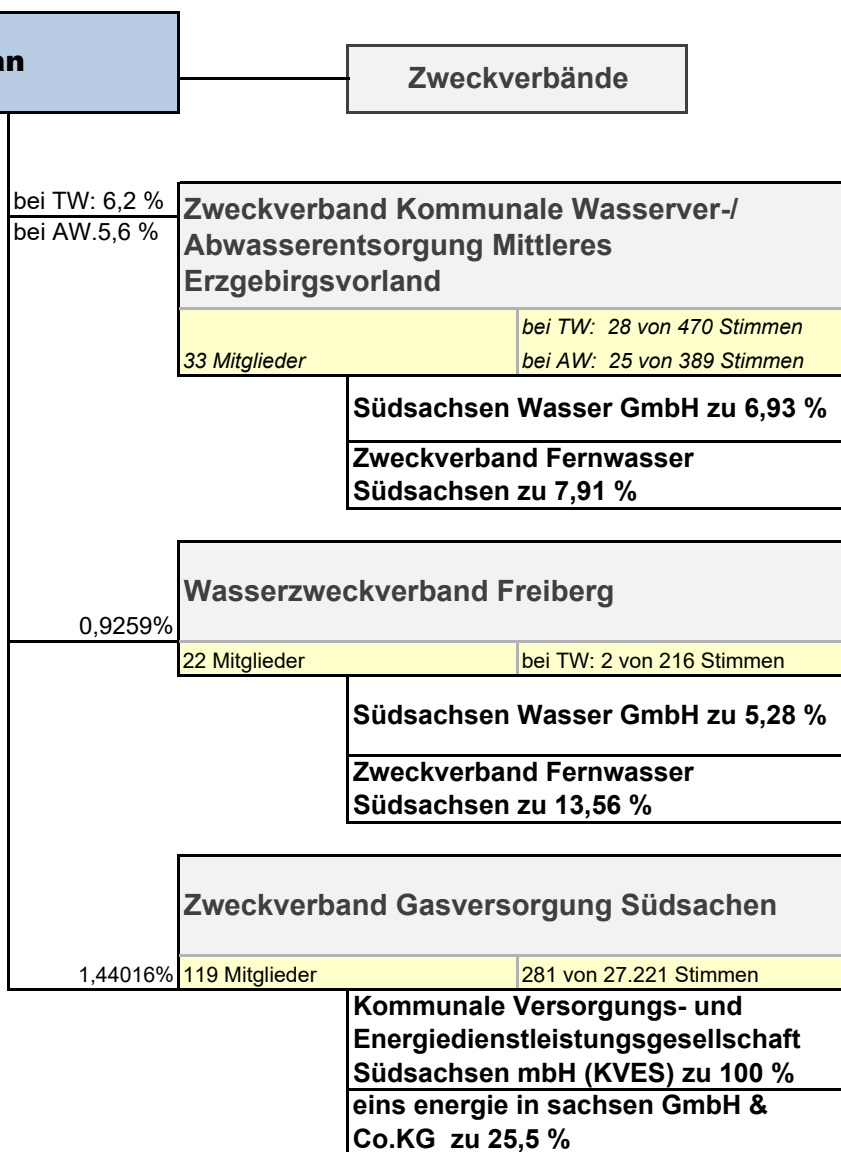 an
Zweckverbände
bei TW: 6,2 %
bei AW.5,6 %
Zweckverband Kommunale Wasserver-/
Abwasserentsorgung Mittleres
Erzgebirgsvorland
33 Mitglieder
bei TW: 28 von 470 Stimmen
bei AW: 25 von 389 Stimmen
Südsachsen Wasser GmbH zu 6,93 %
Zweckverband Fernwasser
Südsachsen zu 7,91 %
Wasserzweckverband Freiberg
0,9259%
22 Mitglieder
bei TW: 2 von 216 Stimmen
Südsachsen Wasser GmbH zu 5,28 %
Zweckverband Fernwasser
Südsachsen zu 13,56 %
Zweckverband Gasversorgung Südsachen
1,44016%
119 Mitglieder
281 von 27.221 Stimmen
Kommunale Versorgungs- und
Energiedienstleistungsgesellschaft
Südsachsen mbH (KVES) zu 100 %
eins energie in sachsen GmbH &
Co.KG zu 25,5 %